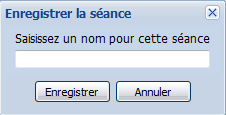 Enregistrer la séance
Saisissez un nom pour cette séance
Enregistrer
Annuler